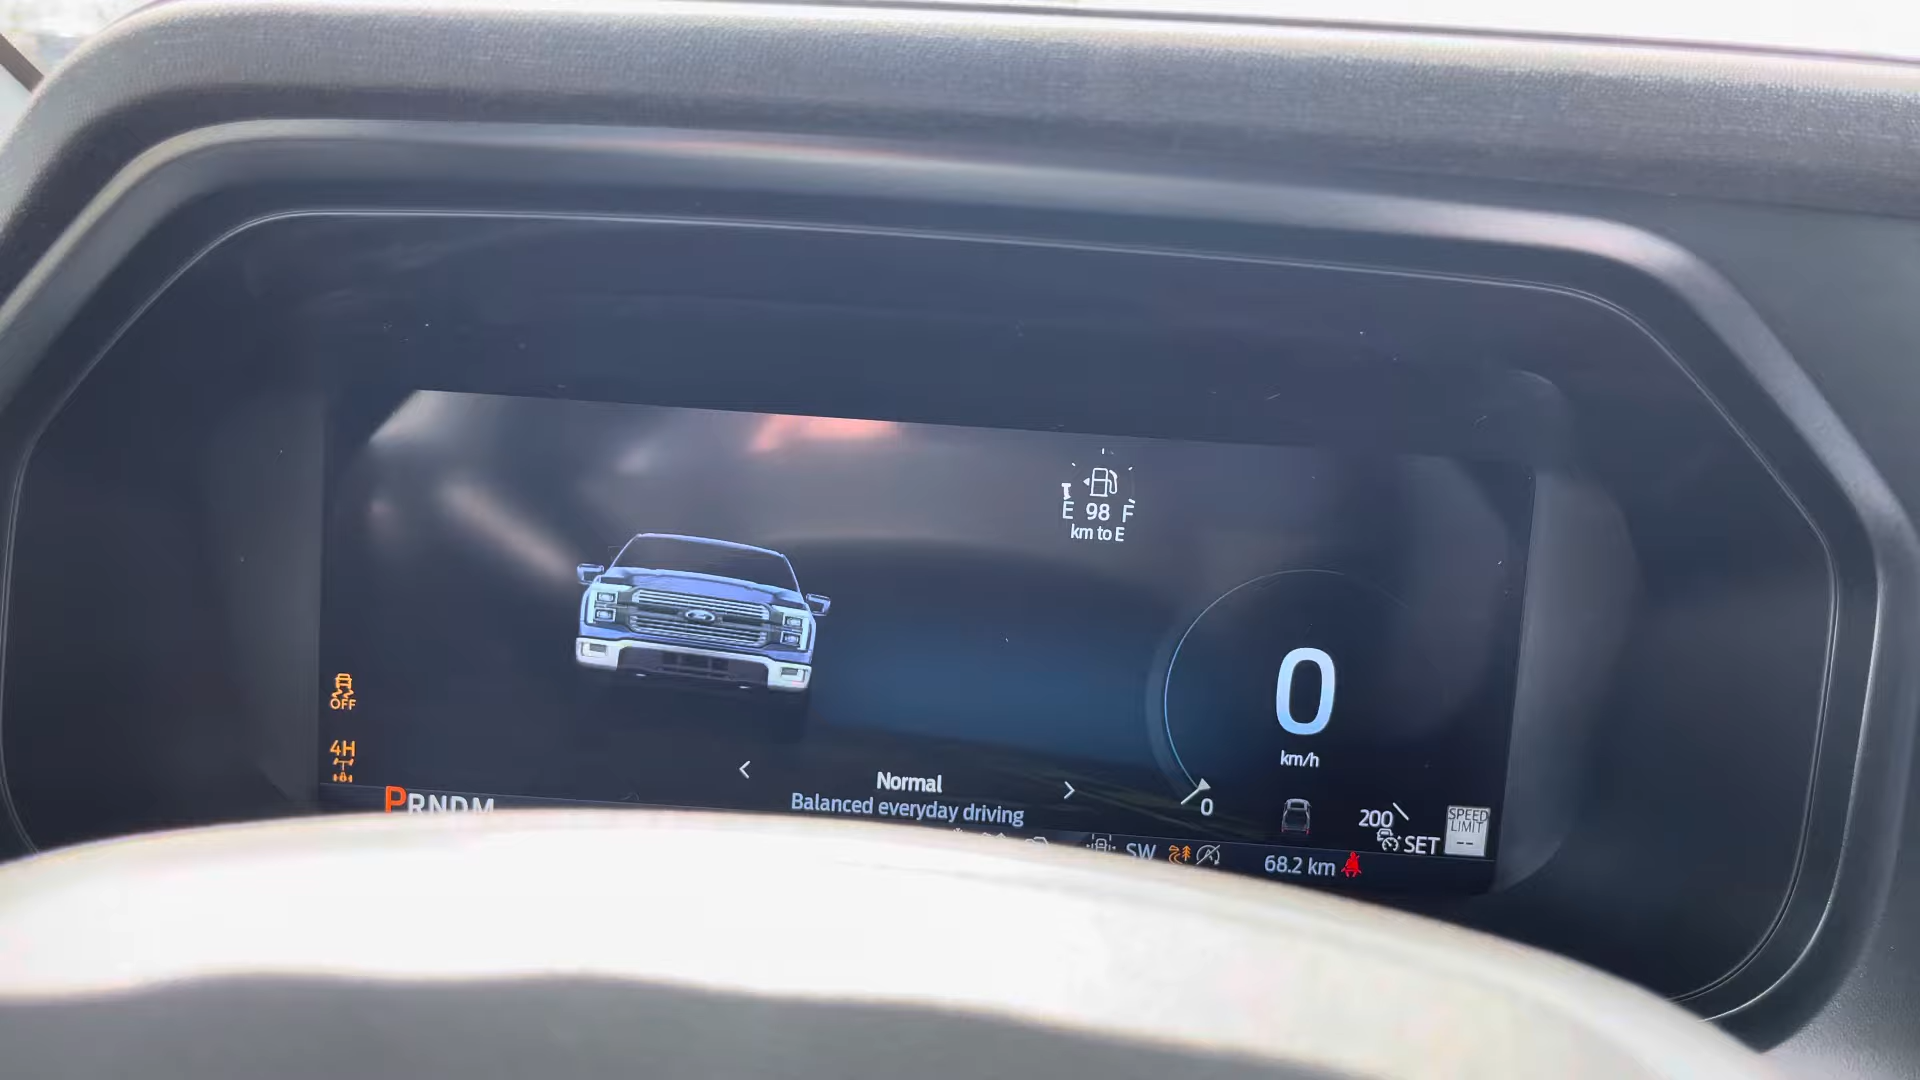 E 98 F
km to E
0
km/h
OFF
4H
PRNDM
Normal
Balanced everyday driving
0
200
SET
SPEED
LIMIT
--
SW
68.2 km
Ford